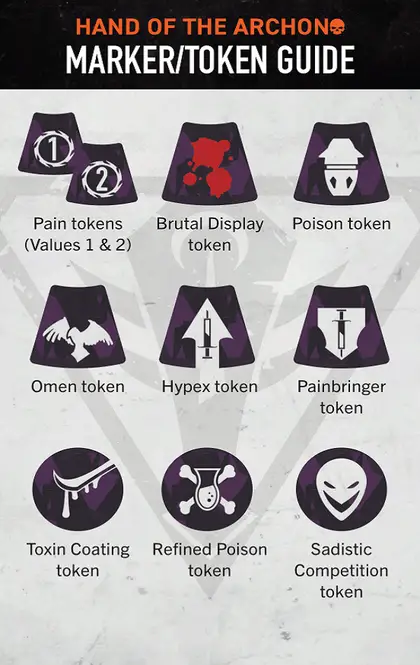 HAND OF THE ARCHON
MARKER/TOKEN GUIDE
1
2
Pain tokens
(Values 1 & 2)
Brutal Display
token
Poison token
Omen token
Hypex token
Painbringer
token
Toxin Coating
token
Refined Poison
token
Sadistic
Competition
token